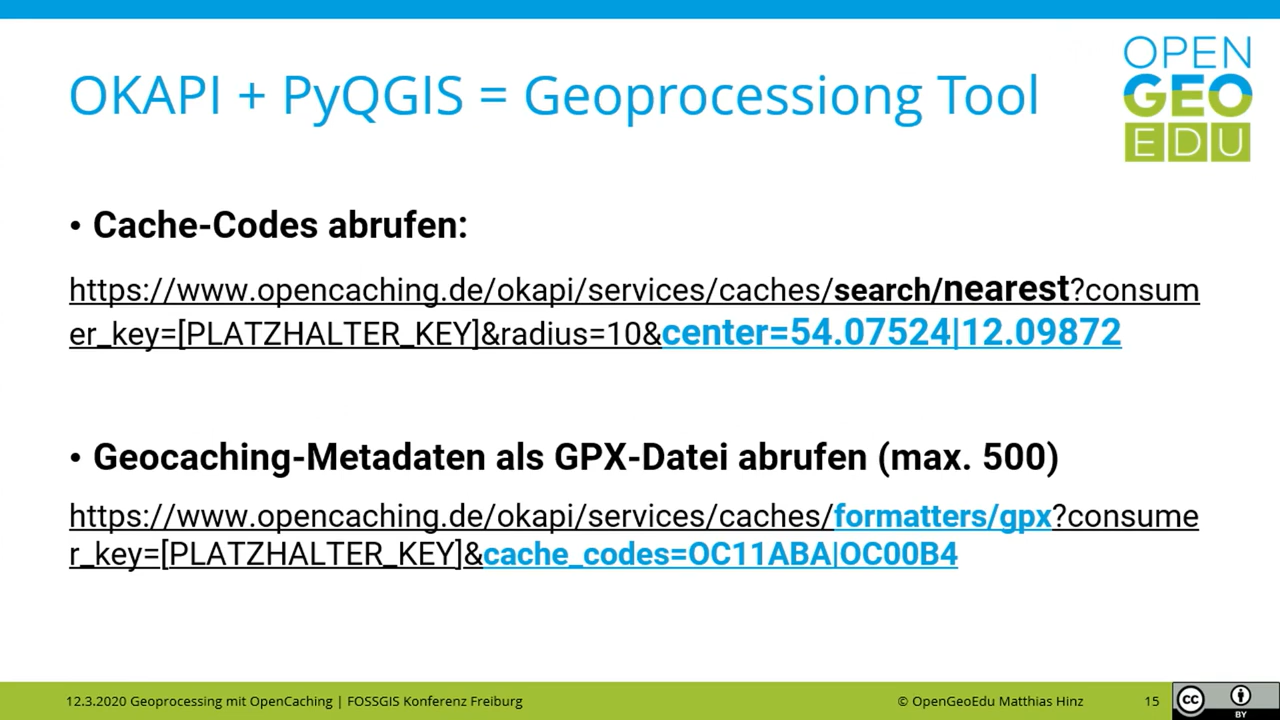 OKAPI + PyQGIS = Geoprocessiong Tool
OPEN
GEO
EDU
• Cache-Codes abrufen:
https://www.opencaching.de/okapi/services/caches/search/nearest?consum
er_key=[PLATZHALTER_KEY]&radius=10&center=54.07524|12.09872
• Geocaching-Metadaten als GPX-Datei abrufen (max. 500)
https://www.opencaching.de/okapi/services/caches/formatters/gpx?consume
r_key=[PLATZHALTER_KEY]&cache_codes=OC11ABA|OC00B4
12.3.2020 Geoprocessing mit OpenCaching | FOSSGIS Konferenz Freiburg
© OpenGeoEdu Matthias Hinz
15
cc
BY